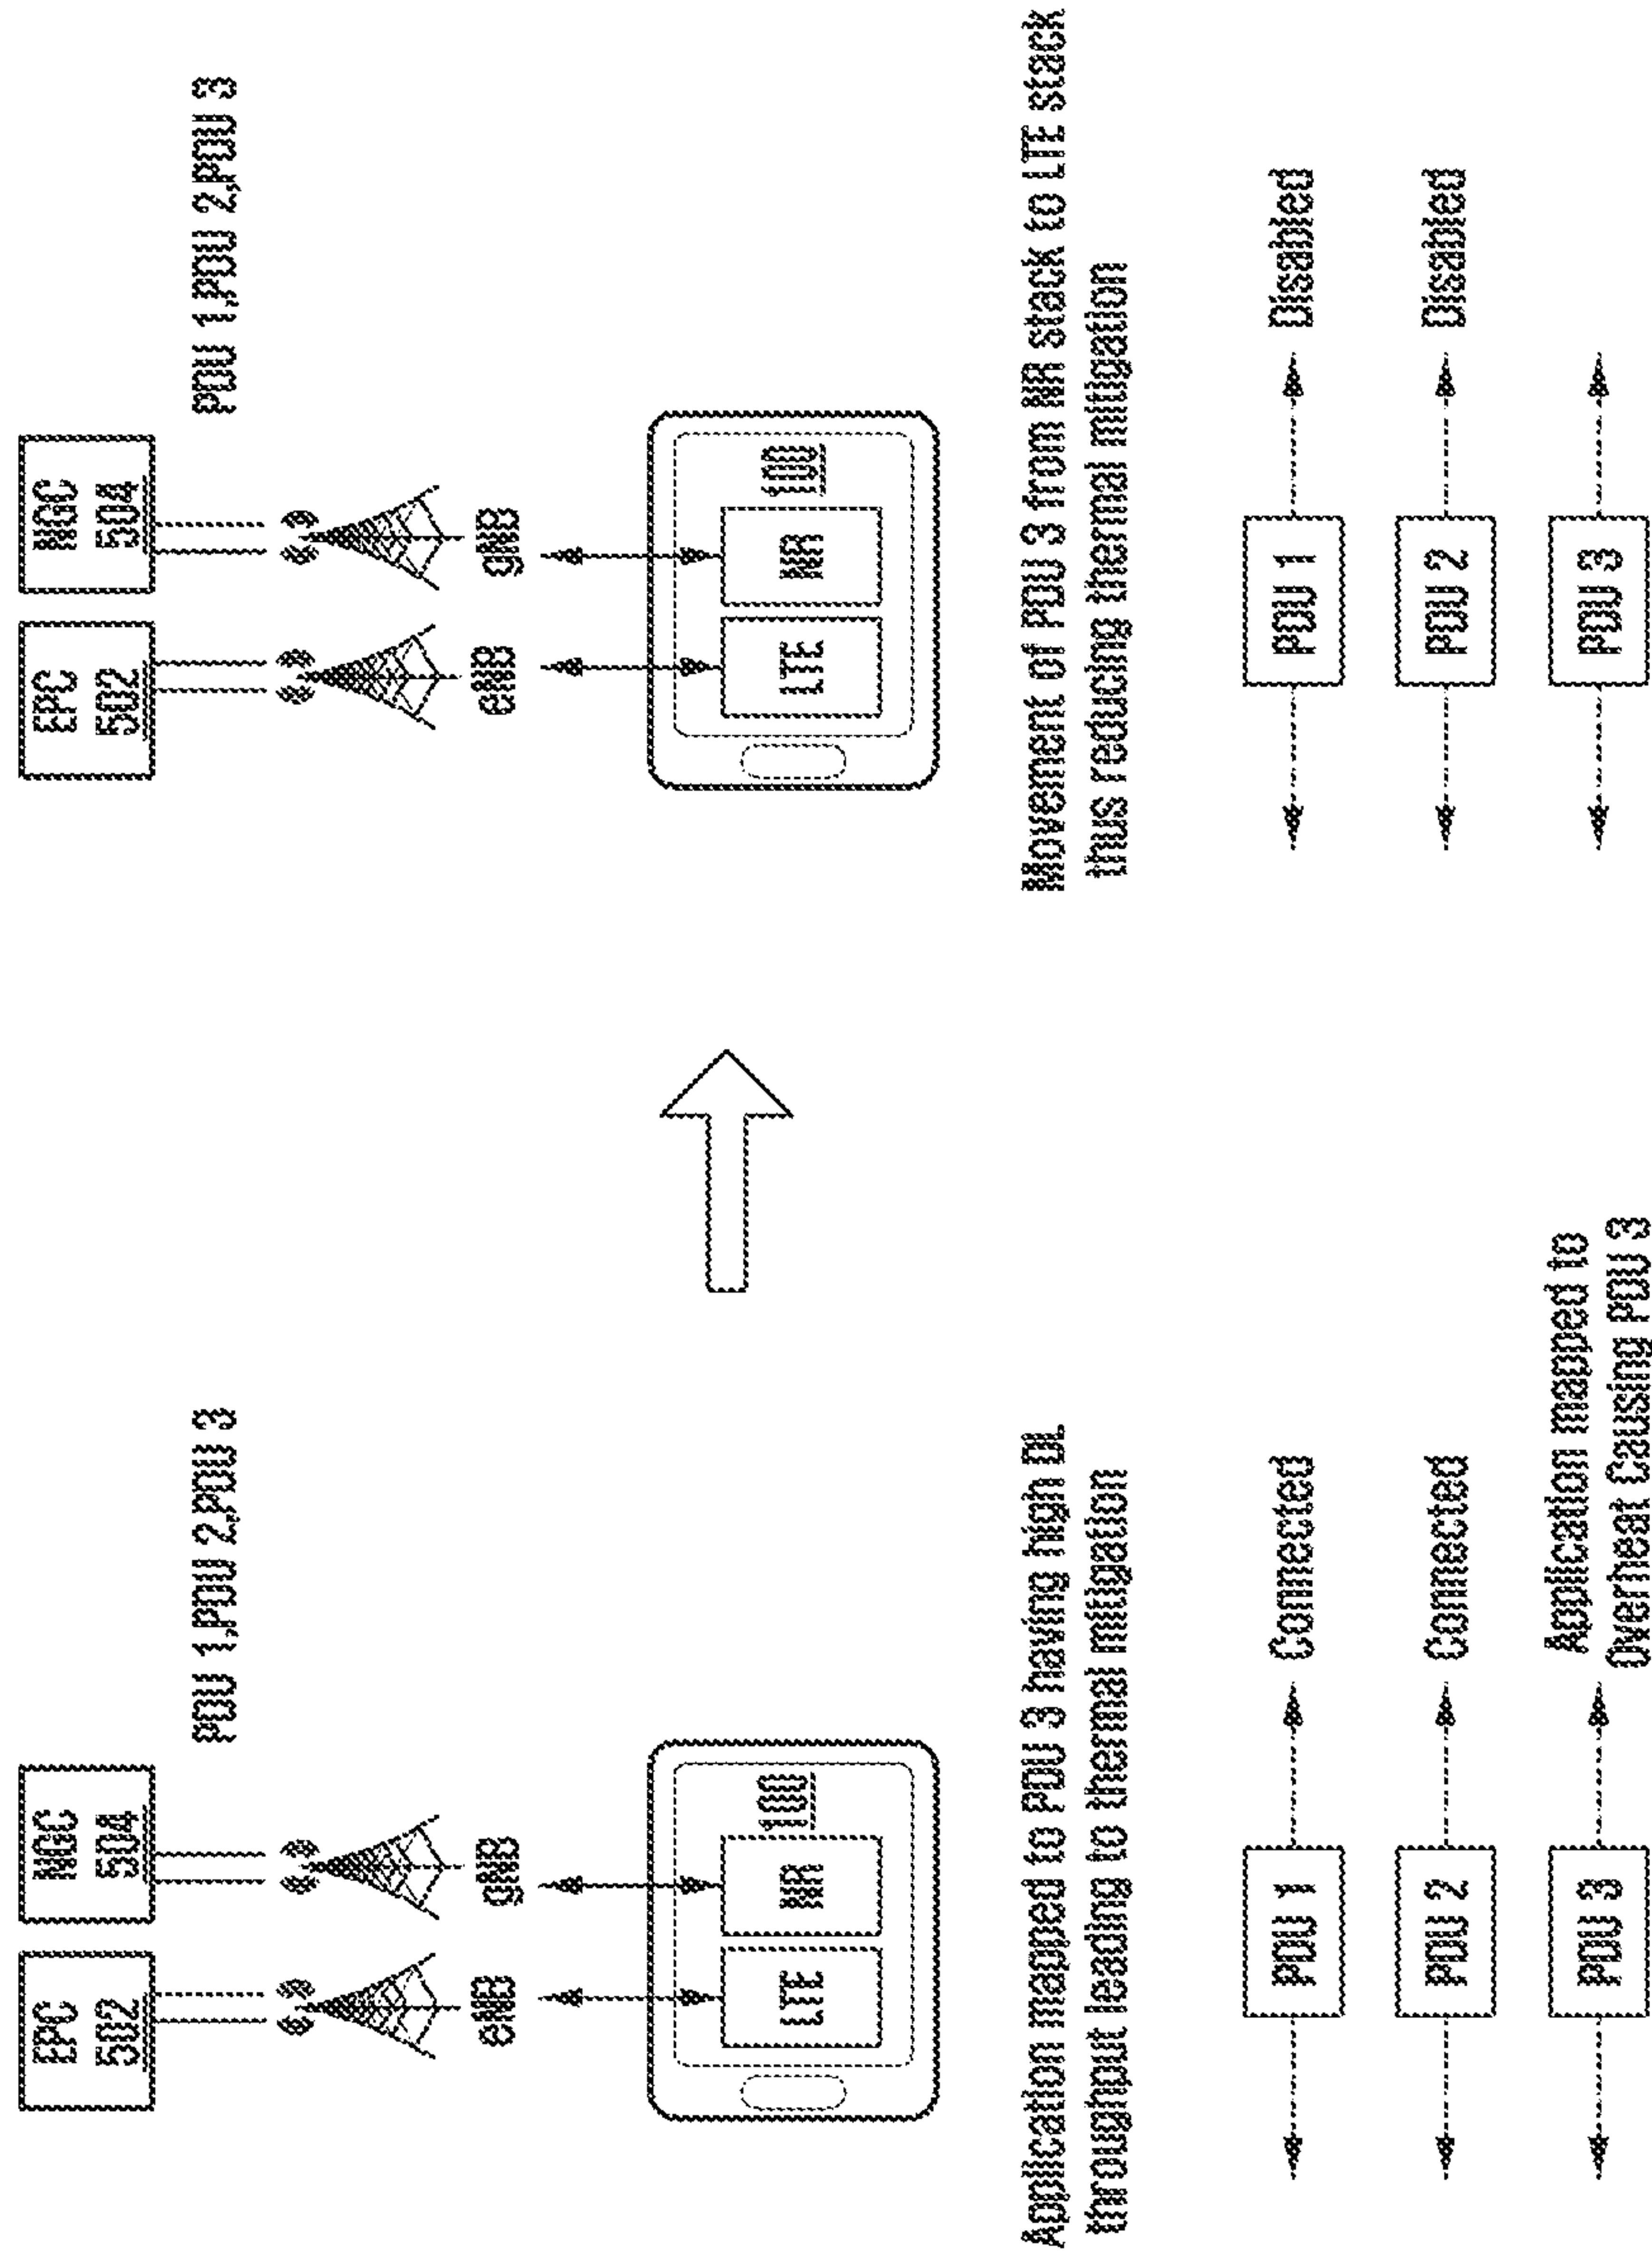 EPC
502
NGC
504
PDU 1,PDU 2,PDU 3
eNB
gNB
LTE
NR
100
Application mapped to PDU 3 having high DL
throughput leading to thermal mitigation
PDU 1
Connected
PDU 2
Connected
PDU 3
Application mapped to
Overheat Causing PDU 3
EPC
502
NGC
504
PDU 1,PDU 2,PDU 3
eNB
gNB
LTE
NR
100
Movement of PDU 3 from NR stack to LTE stack
thus reducing thermal mitigation
PDU 1
Disabled
PDU 2
Disabled
PDU 3